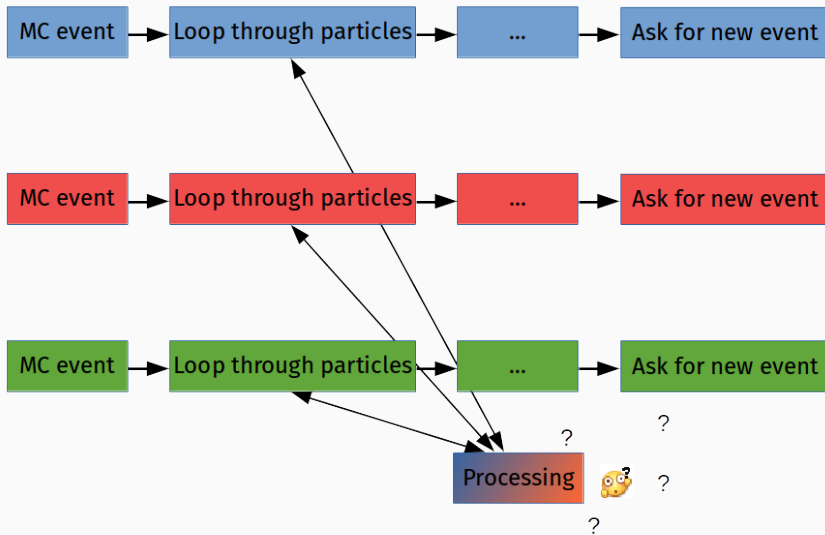 MC event
Loop through particles
...
Ask for new event
MC event
Loop through particles
...
Ask for new event
MC event
Loop through particles
...
Ask for new event
?
?
Processing
?
?
?